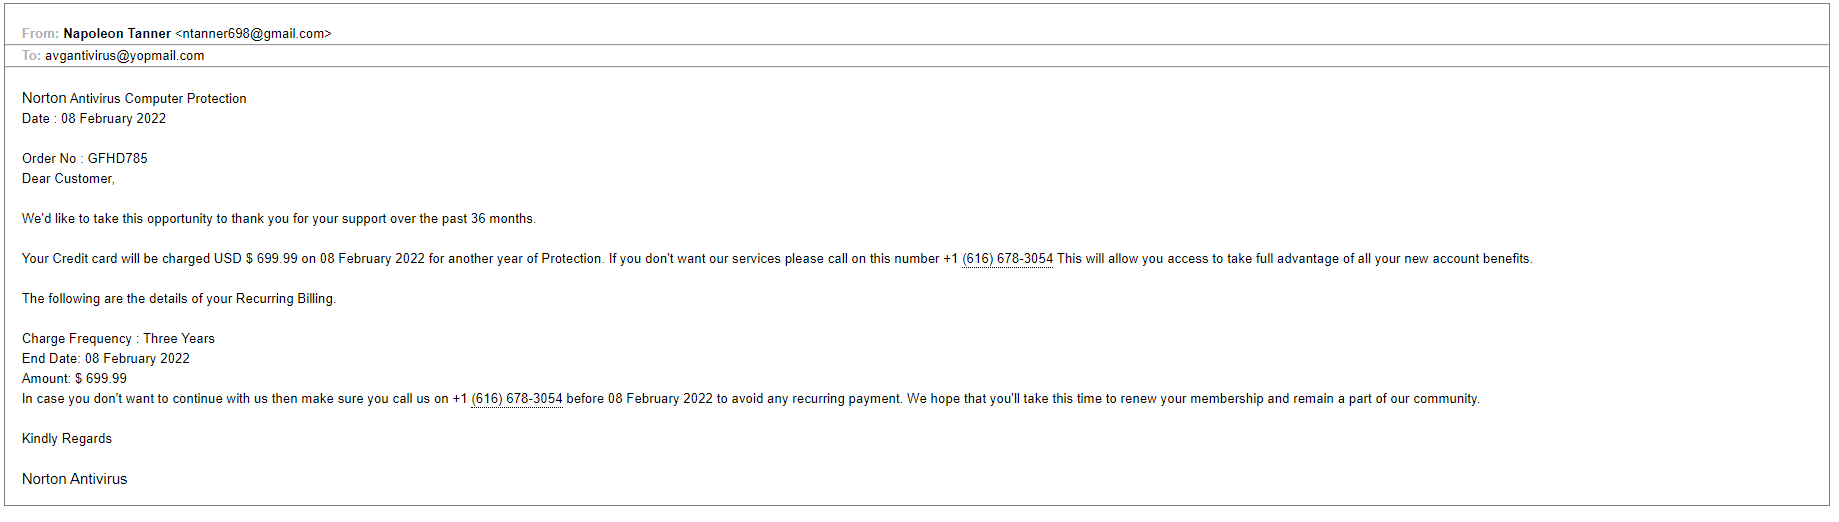 From: Napoleon Tanner <ntanner698@gmail.com>
To: avgantivirus@yopmail.com
Norton Antivirus Computer Protection
Date : 08 February 2022
Order No : GFHD785
Dear Customer,
We'd like to take this opportunity to thank you for your support over the past 36 months.
Your Credit card will be charged USD $ 699.99 on 08 February 2022 for another year of Protection. If you don't want our services please call on this number +1 (616) 678-3054 This will allow you access to take full advantage of all your new account benefits.
The following are the details of your Recurring Billing.
Charge Frequency : Three Years
End Date: 08 February 2022
Amount: $ 699.99
In case you don't want to continue with us then make sure you call us on +1 (616) 678-3054 before 08 February 2022 to avoid any recurring payment. We hope that you'll take this time to renew your membership and remain a part of our community.
Kindly Regards
Norton Antivirus